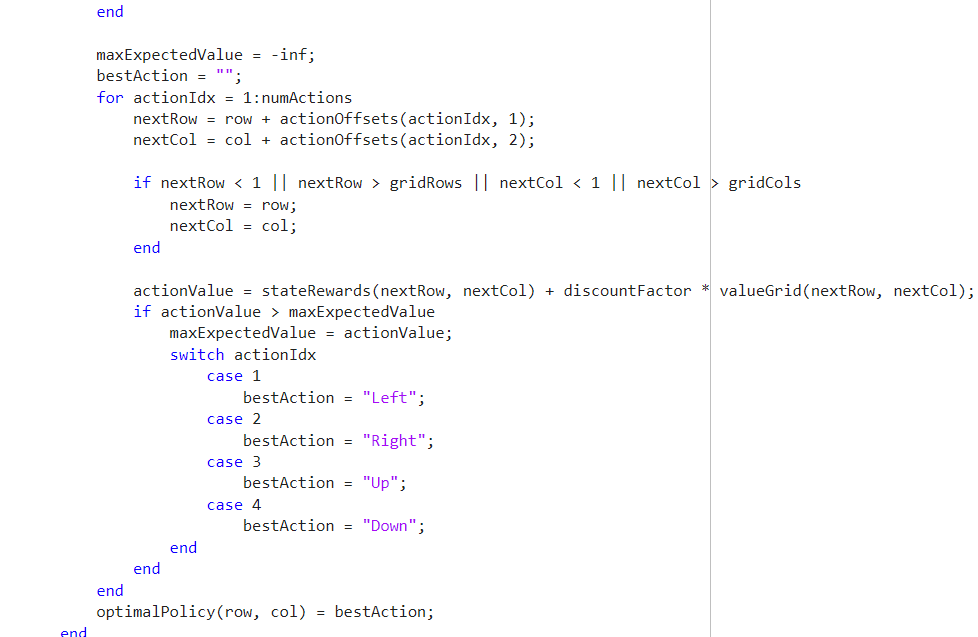 end
maxExpectedValue = -inf;
bestAction = "";
for actionIdx = 1:numActions
nextRow = row + actionOffsets(actionIdx, 1);
nextCol = col + actionOffsets(actionIdx, 2);
if nextRow < 1 || nextRow > gridRows || nextCol < 1 || nextCol > gridCols
nextRow = row;
nextCol = col;
end
actionValue = stateRewards(nextRow, nextCol) + discountFactor * valueGrid(nextRow, nextCol);
if actionValue > maxExpectedValue
maxExpectedValue = actionValue;
switch actionIdx
case 1
bestAction = "Left";
case 2
bestAction = "Right";
case 3
bestAction = "Up";
case 4
bestAction = "Down";
end
end
end
optimalPolicy(row, col) = bestAction;
end